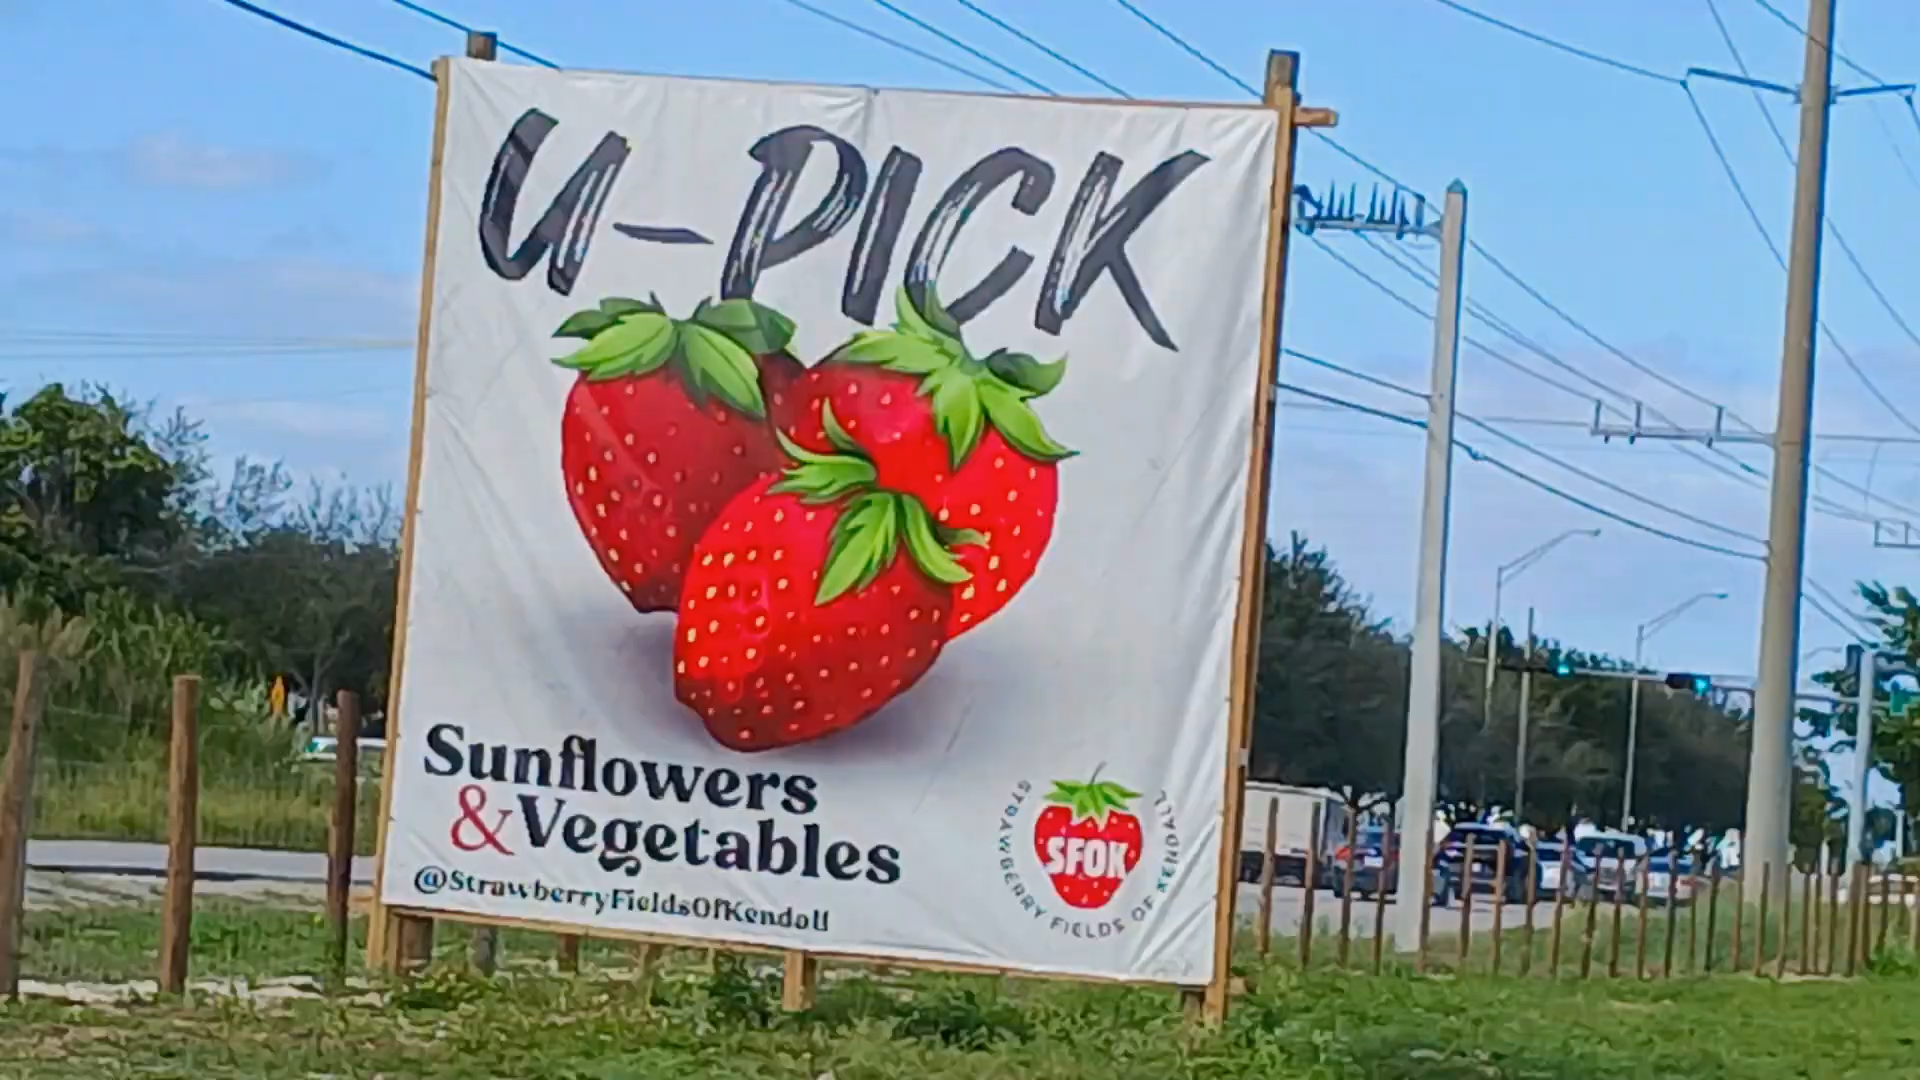 U-PICK
Sunflowers
& Vegetables
@StrawberryFieldsOfKendall
SFOK
STRAWBERRY FIELDS OF KENDALL